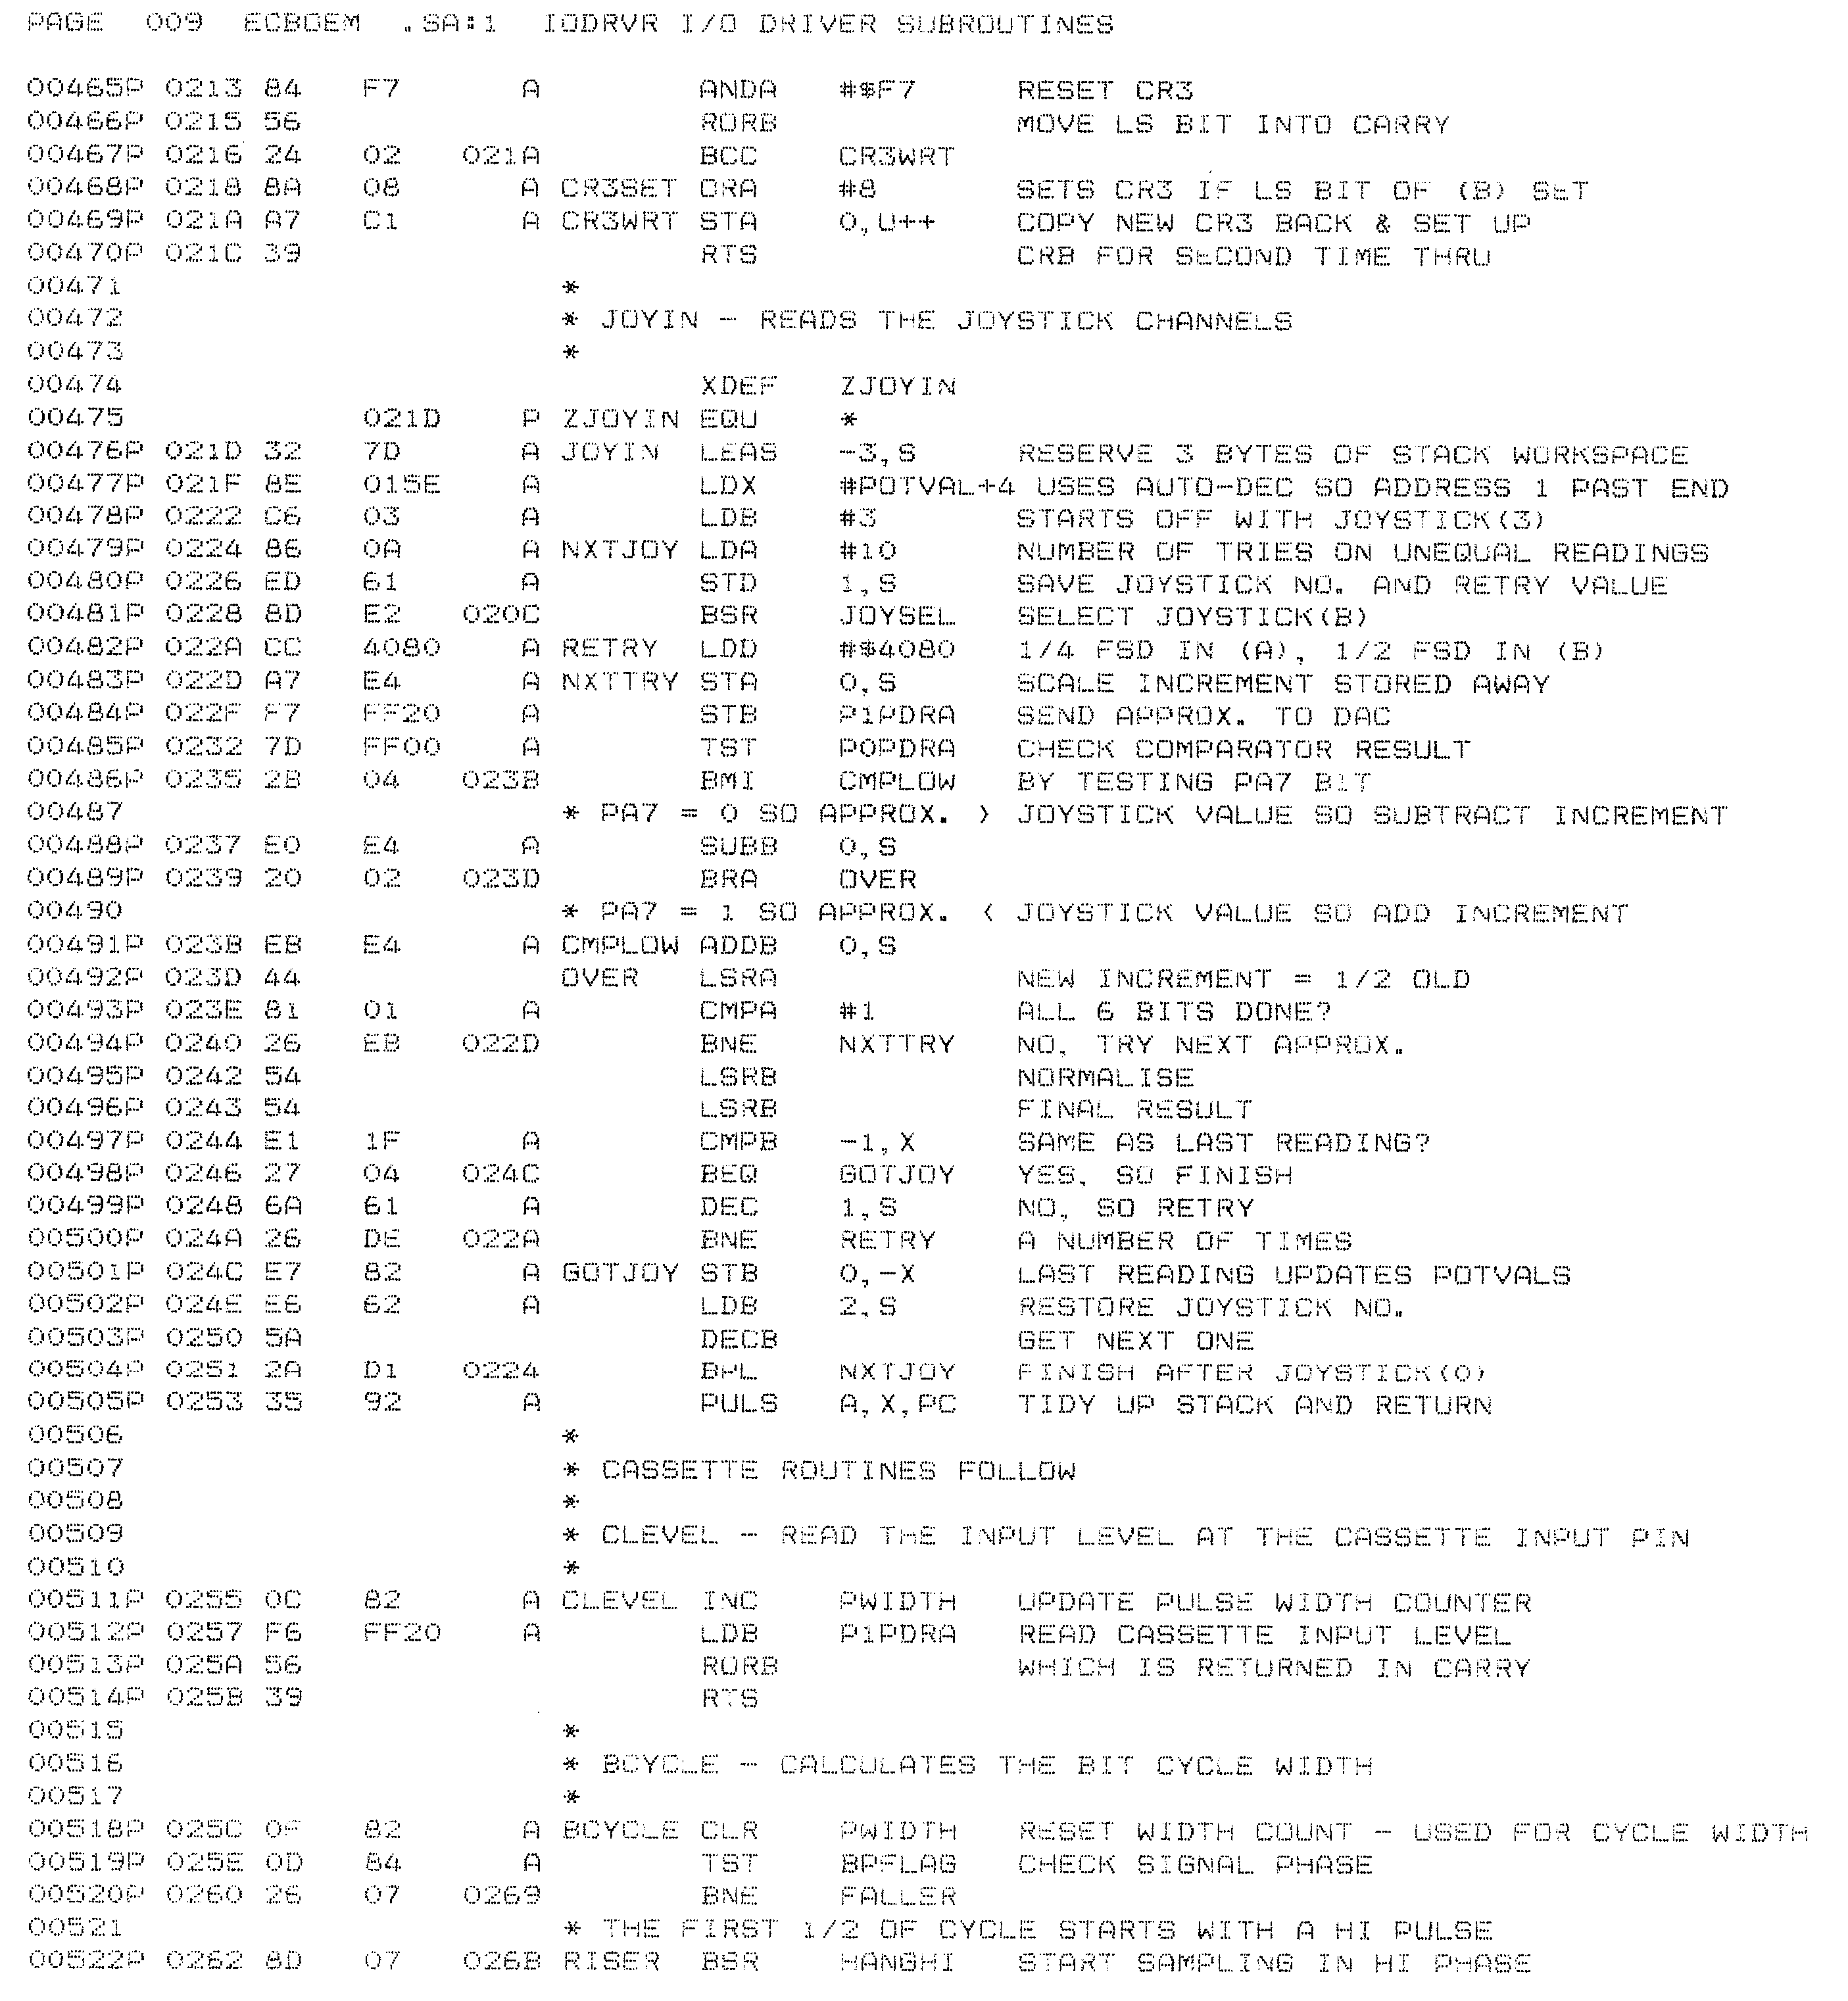 PAGE 009 ECBOEM .SA:1 IODRVR I/O DRIVER SUBROUTINES
00465P 0213 84 F7 A ANDA #$F7 RESET CR3
00466P 0215 56 RORB MOVE LS BIT INTO CARRY
00467P 0216 24 02 021A BCC CR3WRT
00468P 0218 8A 08 A CR3SET ORA #8 SETS CR3 IF LS BIT OF (B) SET
00469P 021A A7 C1 A CR3WRT STA 0,U++ COPY NEW CR3 BACK & SET UP
00470P 021C 39 RTS CRB FOR SECOND TIME THRU
00471 *
00472 * JOYIN - READS THE JOYSTICK CHANNELS
00473 *
00474 XDEF ZJOYIN
00475 021D P ZJOYIN EQU *
00476P 021D 32 7D A JOYIN LEAS -3,S RESERVE 3 BYTES OF STACK WORKSPACE
00477P 021F 8E 015E A LDX #POTVAL+4 USES AUTO-DEC SO ADDRESS 1 PAST END
00478P 0222 C6 03 A LDB #3 STARTS OFF WITH JOYSTICK(3)
00479P 0224 86 0A A NXTJOY LDA #10 NUMBER OF TRIES ON UNEQUAL READINGS
00480P 0226 ED 61 A STD 1,S SAVE JOYSTICK NO. AND RETRY VALUE
00481P 0228 8D E2 020C BSR JOYSEL SELECT JOYSTICK(B)
00482P 022A CC 4080 A RETRY LDD #$4080 1/4 FSD IN (A), 1/2 FSD IN (B)
00483P 022D A7 E4 A NXTTRY STA 0,S SCALE INCREMENT STORED AWAY
00484P 022F F7 FF20 A STB P1PDRA SEND APPROX. TO DAC
00485P 0232 7D FF00 A TST P0PDRA CHECK COMPARATOR RESULT
00486P 0235 2B 04 023B BMI CMPLOW BY TESTING PA7 BIT
00487 * PA7 = 0 SO APPROX. > JOYSTICK VALUE SO SUBTRACT INCREMENT
00488P 0237 E0 E4 A SUBB 0,S
00489P 0239 20 02 023D BRA OVER
00490 * PA7 = 1 SO APPROX. < JOYSTICK VALUE SO ADD INCREMENT
00491P 023B EB E4 A CMPLOW ADDB 0,S
00492P 023D 44 OVER LSRA NEW INCREMENT = 1/2 OLD
00493P 023E 81 01 A CMPA #1 ALL 6 BITS DONE?
00494P 0240 26 EB 022D BNE NXTTRY NO, TRY NEXT APPROX.
00495P 0242 54 LSRB NORMALISE
00496P 0243 54 LSRB FINAL RESULT
00497P 0244 E1 1F A CMPB -1,X SAME AS LAST READING?
00498P 0246 27 04 024C BEQ GOTJOY YES, SO FINISH
00499P 0248 6A 61 A DEC 1,S NO, SO RETRY
00500P 024A 26 DE 022A BNE RETRY A NUMBER OF TIMES
00501P 024C E7 82 A GOTJOY STB 0,-X LAST READING UPDATES POTVALS
00502P 024E E6 62 A LDB 2,S RESTORE JOYSTICK NO.
00503P 0250 5A DECB GET NEXT ONE
00504P 0251 2A D1 0224 BPL NXTJOY FINISH AFTER JOYSTICK(0)
00505P 0253 35 92 A PULS A,X,PC TIDY UP STACK AND RETURN
00506 *
00507 * CASSETTE ROUTINES FOLLOW
00508 *
00509 * CLEVEL - READ THE INPUT LEVEL AT THE CASSETTE INPUT PIN
00510 *
00511P 0255 0C 82 A CLEVEL INC PWIDTH UPDATE PULSE WIDTH COUNTER
00512P 0257 F6 FF20 A LDB P1PDRA READ CASSETTE INPUT LEVEL
00513P 025A 56 RORB WHICH IS RETURNED IN CARRY
00514P 025B 39 RTS
00515 *
00516 * BCYCLE - CALCULATES THE BIT CYCLE WIDTH
00517 *
00518P 025C 0F 82 A BCYCLE CLR PWIDTH RESET WIDTH COUNT - USED FOR CYCLE WIDTH
00519P 025E 0D 84 A TST BPFLAG CHECK SIGNAL PHASE
00520P 0260 26 07 0269 BNE FALLER
00521 * THE FIRST 1/2 OF CYCLE STARTS WITH A HI PULSE
00522P 0262 8D 07 026B RISER BSR HANGHI START SAMPLING IN HI PHASE